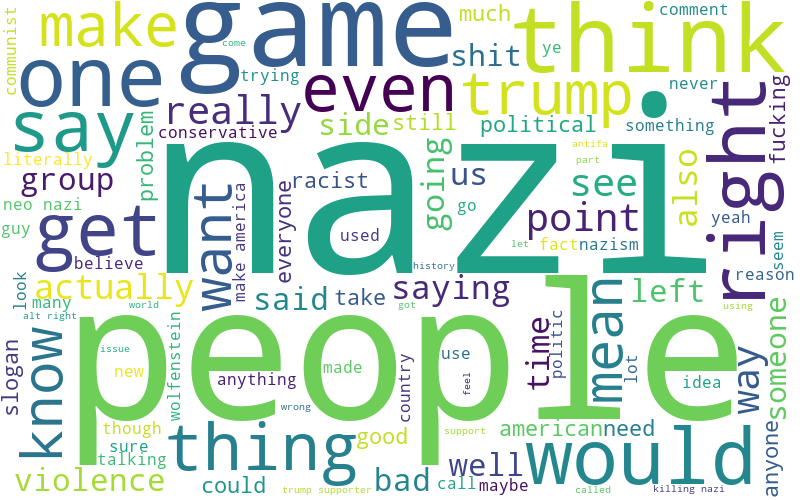 communist
make
game
come
much
think
comment
shit
ye
one
trying
even
trump
never
fucking
say
really
conservative
side
still
political
something
right
literally
problem
nazi
antifa
part
group
racist
going
us
see
also
neo nazi
get
want
make america
everyone
go
point
yeah
guy
used
let
fact
nazism
seem
believe
history
reason
look
actually
said
take
saying
mean
left
many
world
got
using
alt right
know
people
slogan
wolfenstein
issue
new
anything
made
country
use
feel
time
politic
lot
idea
way
someone
though
thing
wrong
good
support
american
need
would
anyone
sure
talking
violence
could
trump supporter
bad
call
well
maybe
called
killing nazi